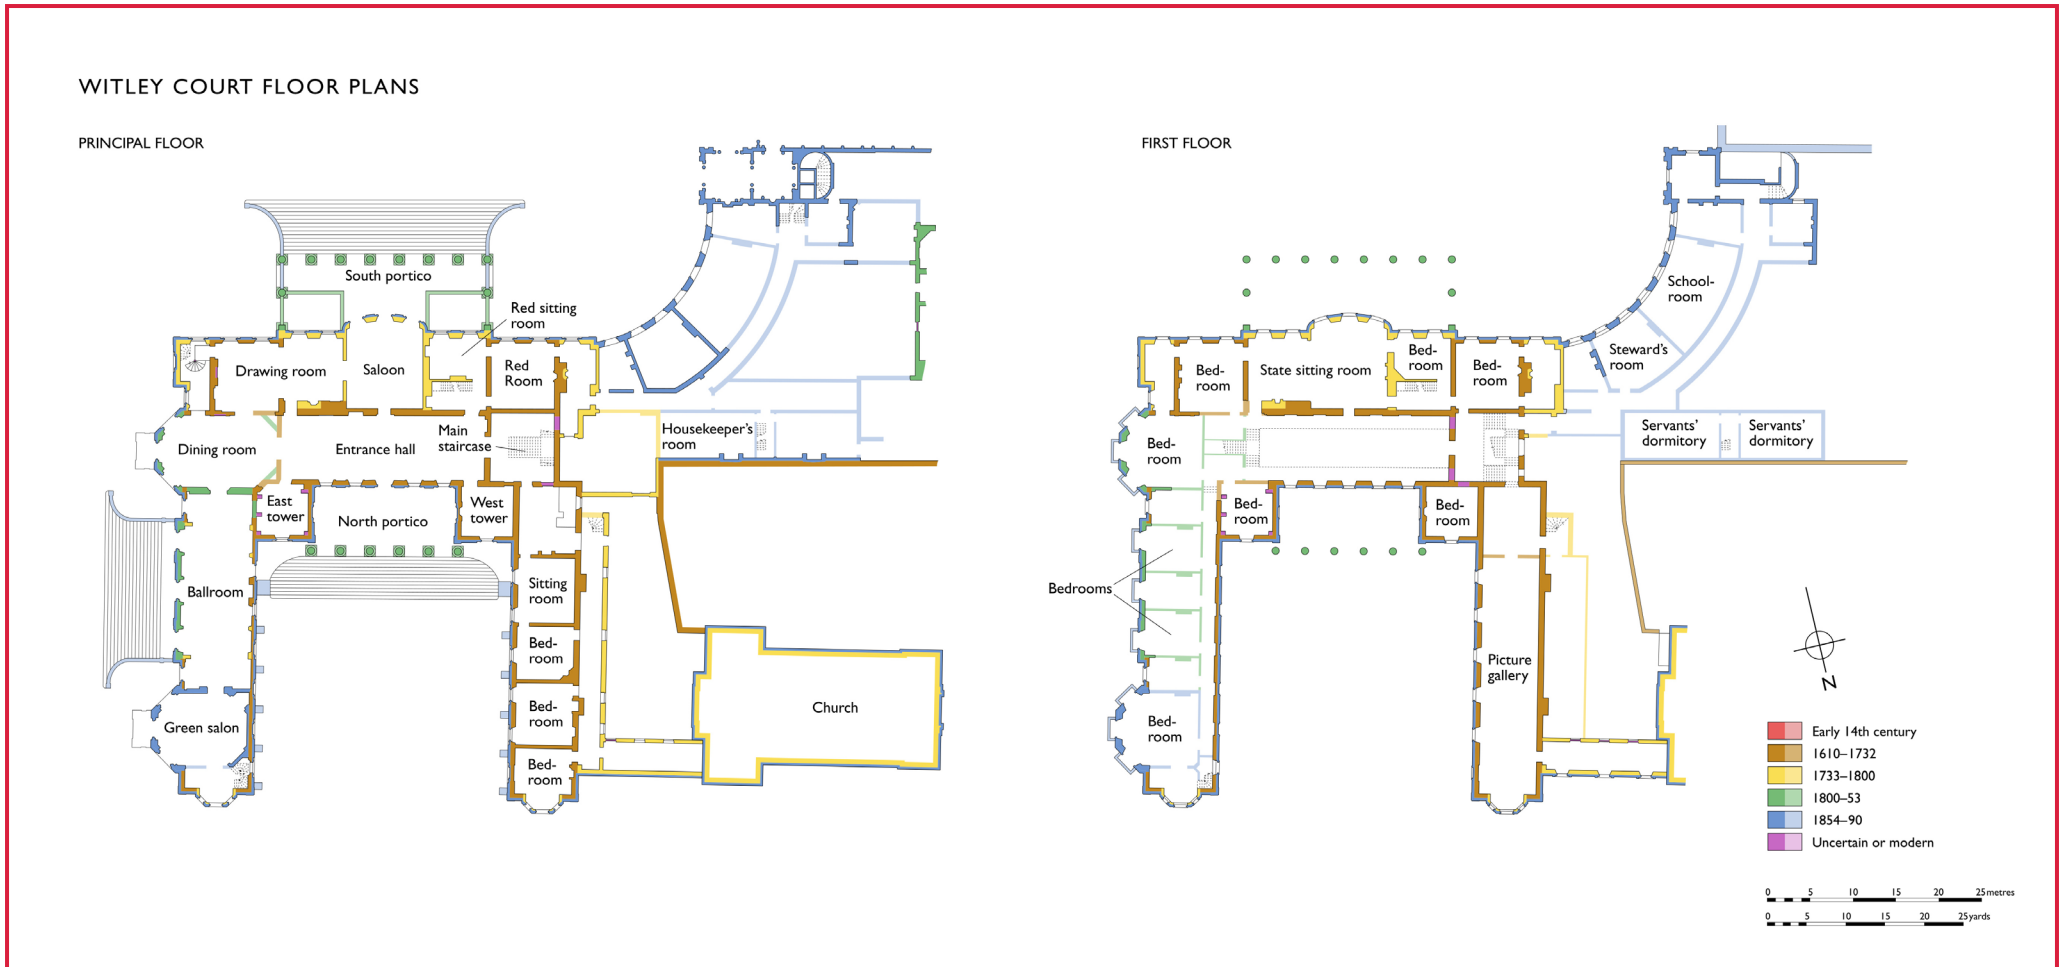 WITLEY COURT FLOOR PLANS
PRINCIPAL FLOOR
South portico
Red sitting
room
Drawing room
Saloon
Red
Room
Dining room
Entrance hall
Main
staircase
Housekeeper's
room
East
tower
North portico
West
tower
Ballroom
Sitting
room
Bed-
room
Bed-
room
Bed-
room
Green salon
Church
FIRST FLOOR
School-
room
Steward's
room
Bed-
room
State sitting room
Bed-
room
Bed-
room
Servants'
dormitory
Servants'
dormitory
Bed-
room
Bed-
room
Bed-
room
Bedrooms
Picture
gallery
Bed-
room
N
Early 14th century
1610–1732
1733–1800
1800–53
1854–90
Uncertain or modern
0 5 10 15 20 25 metres
0 5 10 15 20 25 yards